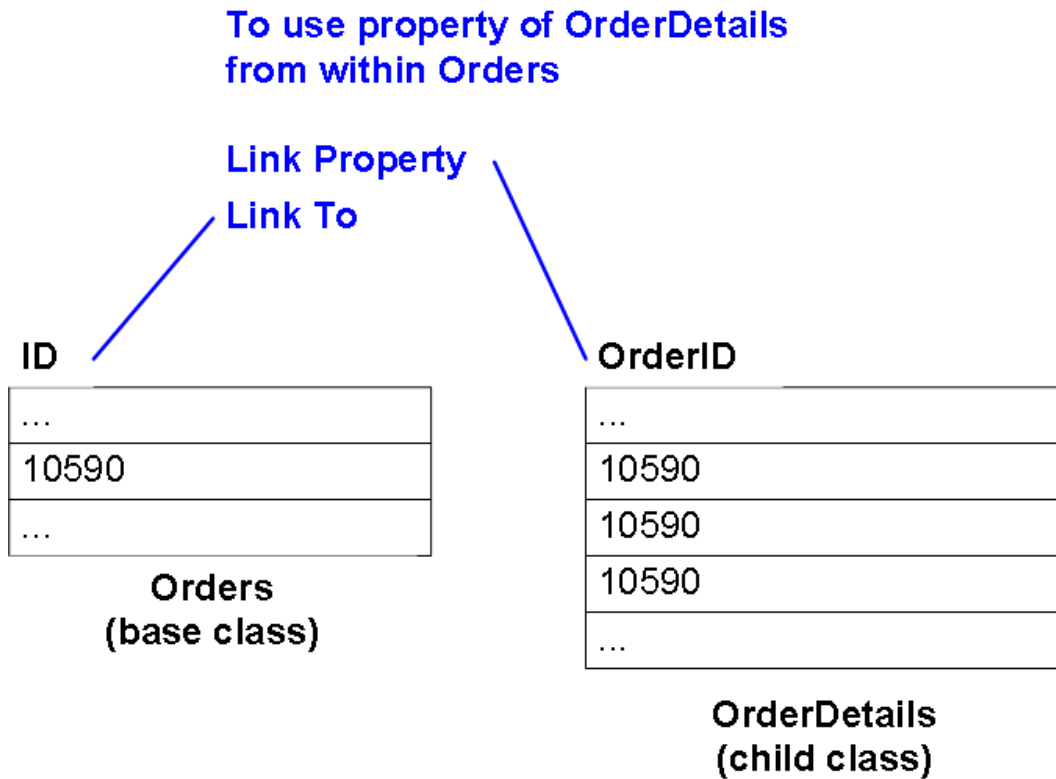 To use property of OrderDetails
from within Orders
Link Property
Link To
ID
...
10590
...
Orders
(base class)
OrderID
...
10590
10590
10590
...
OrderDetails
(child class)